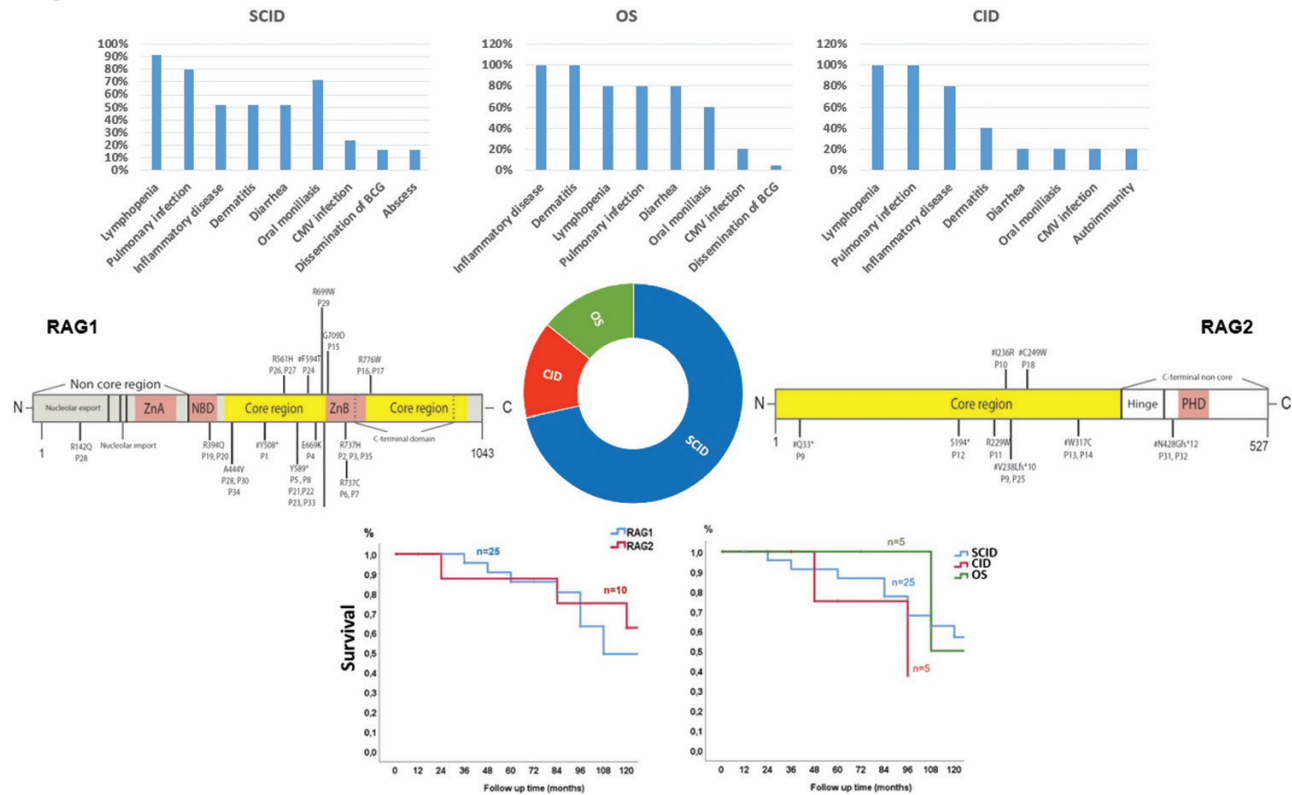 SCID
100%
90%
80%
70%
60%
50%
40%
30%
20%
10%
0%
Lymphopenia
Pulmonary infection
Inflammatory disease
Dermatitis
Diarrhea
Oral moniliasis
CMV infection
Dissemination of BCG
Abscess
OS
120%
100%
80%
60%
40%
20%
0%
Inflammatory disease
Dermatitis
Lymphopenia
Pulmonary infection
Diarrhea
Oral moniliasis
CMV infection
Dissemination of BCG
CID
120%
100%
80%
60%
40%
20%
0%
Lymphopenia
Pulmonary infection
Inflammatory disease
Dermatitis
Diarrhea
Oral moniliasis
CMV infection
Autoimmunity
RAG1
R699W
P29
G709D
P15
R561H
P26, P27
#F594T
P24
R776W
P16, P17
Non core region
N
Nucleolar export
ZnA
NBD
Core region
ZnB
Core region
C
Nucleolar import
C-terminal domain
1
1043
R142Q
P28
R394Q
P19, P20
A444V
P28, P30
P34
#Y508*
P1
Y589*
P5, P8
P21,P22
P23, P33
E669K
P4
R737H
P2, P3, P35
R737C
P6, P7
OS
CID
SCID
RAG2
#I236R
P10
#C249W
P18
C-terminal non core
N
Core region
Hinge
PHD
C
1
527
#Q33*
P9
S194*
P12
R229W
P11
#V238Lfs*10
P9, P25
#W317C
P13, P14
#N428Gfs*12
P31, P32
%
Survival
1,0
0,9
0,8
0,7
0,6
0,5
0,4
0,3
0,2
0,1
0,0
n=25
n=10
RAG1
RAG2
0 12 24 36 48 60 72 84 96 108 120
Follow up time (months)
%
1,0
0,9
0,8
0,7
0,6
0,5
0,4
0,3
0,2
0,1
0,0
n=5
n=25
n=5
SCID
CID
OS
0 12 24 36 48 60 72 84 96 108 120
Follow up time (months)